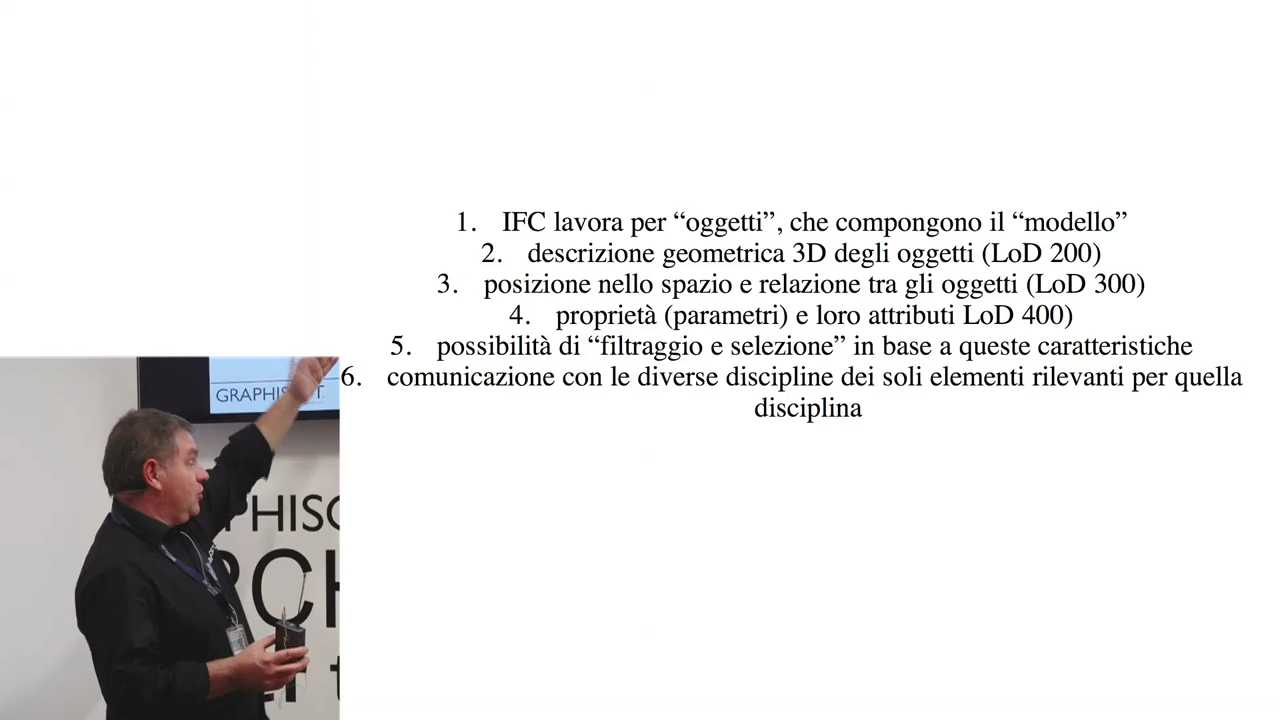 1. IFC lavora per “oggetti”, che compongono il “modello”
2. descrizione geometrica 3D degli oggetti (LoD 200)
3. posizione nello spazio e relazione tra gli oggetti (LoD 300)
4. proprietà (parametri) e loro attributi LoD 400)
5. possibilità di “filtraggio e selezione” in base a queste caratteristiche
6. comunicazione con le diverse discipline dei soli elementi rilevanti per quella
disciplina